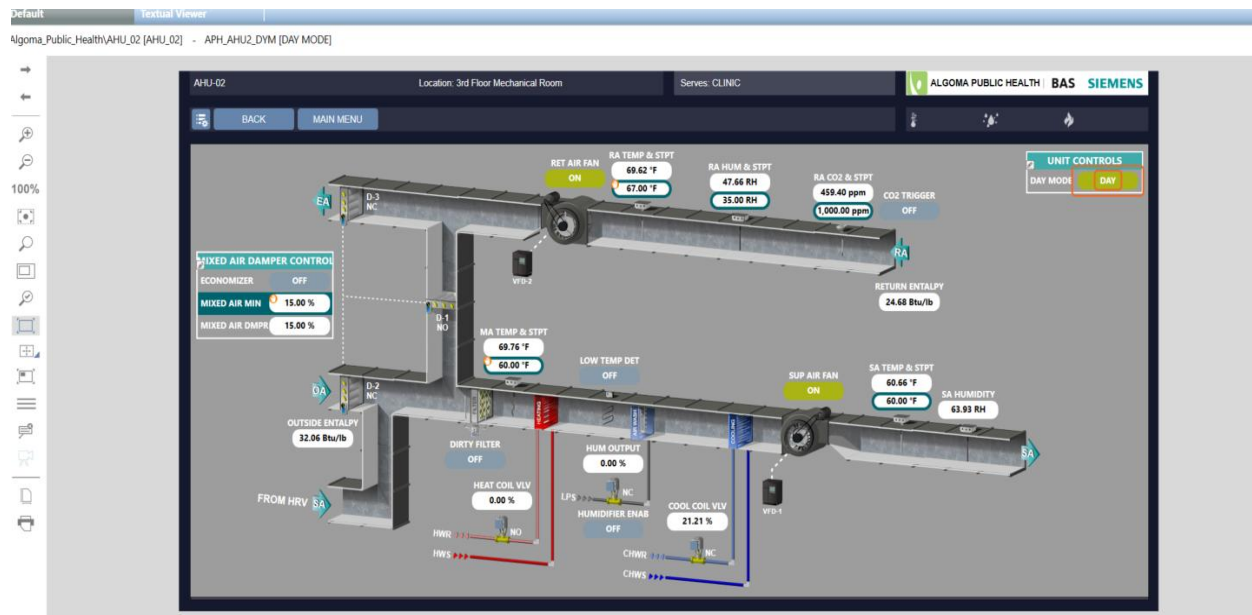 Default Textual Viewer
Algoma_Public_Health\AHU_02 [AHU_02] - APH_AHU2_DYM [DAY MODE]
AHU-02 Location: 3rd Floor Mechanical Room Serves: CLINIC ALGOMA PUBLIC HEALTH BAS SIEMENS
BACK MAIN MENU
100%
UNIT CONTROLS
DAY MODE DAY
RET AIR FAN
ON
RA TEMP & STPT
69.62 °F
67.00 °F
RA HUM & STPT
47.66 RH
35.00 RH
RA CO2 & STPT
459.40 ppm
1,000.00 ppm
CO2 TRIGGER
OFF
EA
D-3
NC
RA
VFD-2
RETURN ENTALPY
24.68 Btu/lb
MIXED AIR DAMPER CONTROL
ECONOMIZER OFF
MIXED AIR MIN 15.00 %
MIXED AIR DMPR 15.00 %
D-1
NO
MA TEMP & STPT
69.76 °F
60.00 °F
LOW TEMP DET
OFF
SUP AIR FAN
ON
SA TEMP & STPT
60.66 °F
60.00 °F
SA HUMIDITY
63.93 RH
OA
D-2
NC
OUTSIDE ENTALPY
32.06 Btu/lb
HEATING
COOLING
DIRTY FILTER
OFF
HUM OUTPUT
0.00 %
SA
FROM HRV SA
HEAT COIL VLV
0.00 %
LPS NC
HUMIDIFIER ENAB
OFF
COOL COIL VLV
21.21 %
VFD-1
HWR NO
HWS
CHWR NC
CHWS